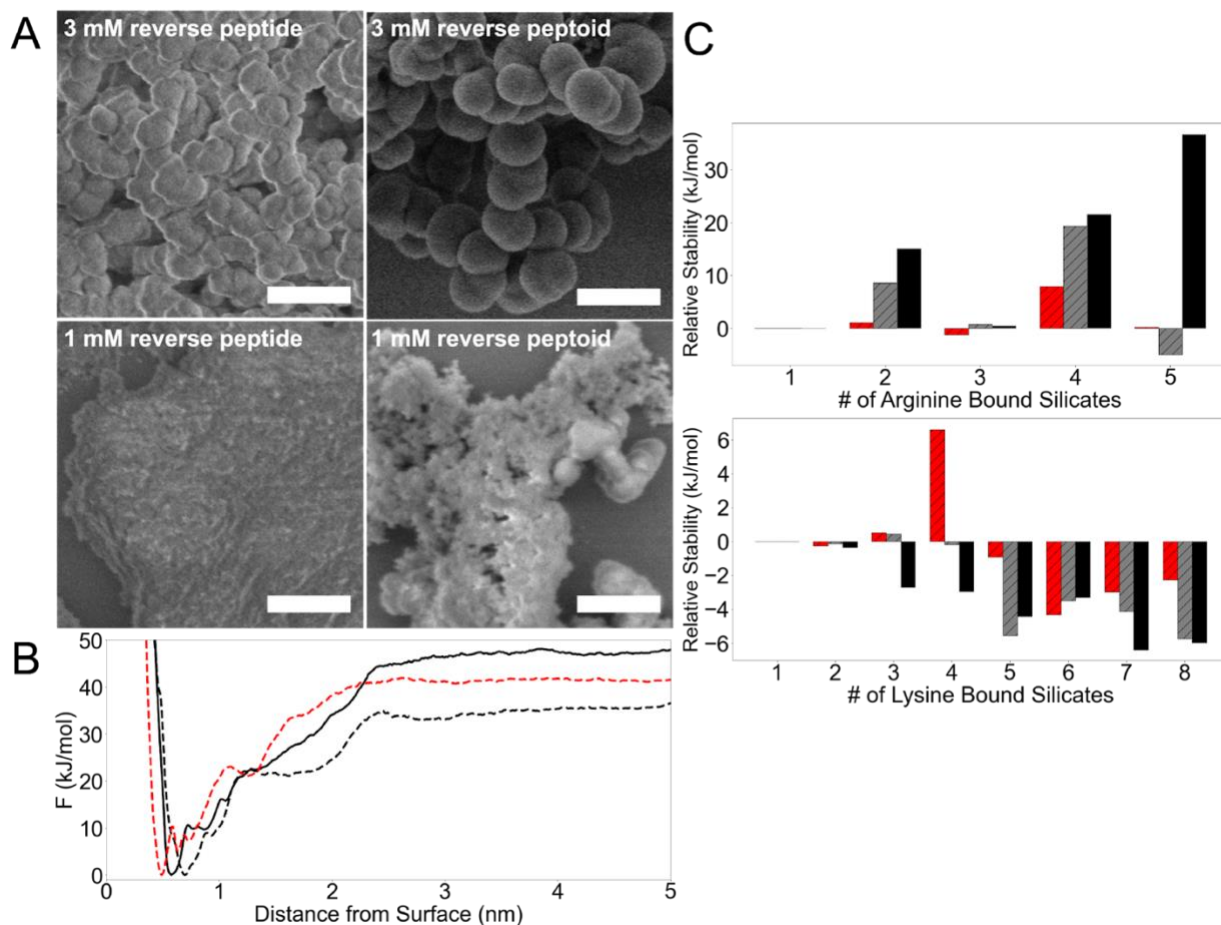 A
3 mM reverse peptide
3 mM reverse peptoid
1 mM reverse peptide
1 mM reverse peptoid
B
50
40
30
20
10
0
F (kJ/mol)
0 1 2 3 4 5
Distance from Surface (nm)
C
30
20
10
0
Relative Stability (kJ/mol)
1 2 3 4 5
# of Arginine Bound Silicates
6
4
2
0
−2
−4
−6
Relative Stability (kJ/mol)
1 2 3 4 5 6 7 8
# of Lysine Bound Silicates